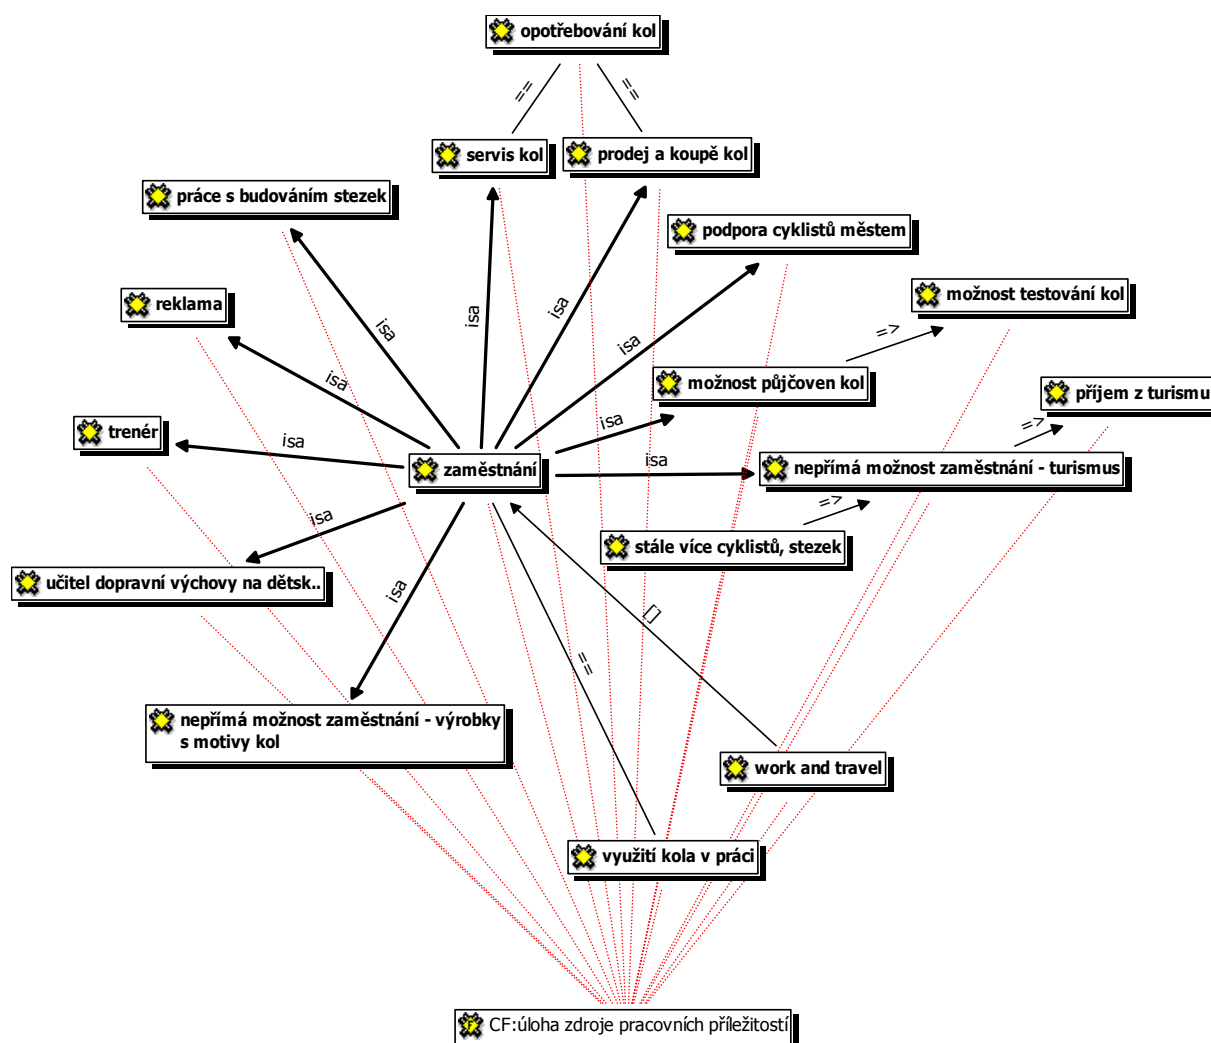 opotřebování kol
==
==
servis kol
prodej a koupě kol
práce s budováním stezek
podpora cyklistů městem
možnost testování kol
reklama
isa
isa
isa
isa
=>
isa
možnost půjčoven kol
příjem z turismu
isa
trenér
isa
isa
=>
zaměstnání
isa
nepřímá možnost zaměstnání - turismus
=>
isa
stále více cyklistů, stezek
učitel dopravní výchovy na dětsk..
isa
[]
==
nepřímá možnost zaměstnání - výrobky
s motivy kol
work and travel
využití kola v práci
CF:úloha zdroje pracovních příležitostí